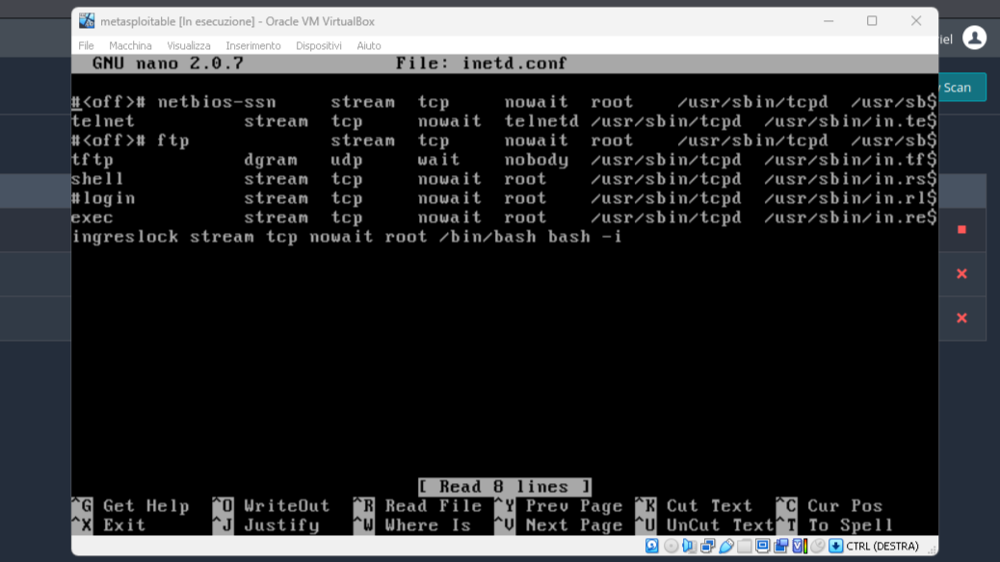 metasploitable [In esecuzione] - Oracle VM VirtualBox
File Macchina Visualizza Inserimento Dispositivi Aiuto
iel
Scan
GNU nano 2.0.7 File: inetd.conf
#<off># netbios-ssn stream tcp nowait root /usr/sbin/tcpd /usr/sb$
telnet stream tcp nowait telnetd /usr/sbin/tcpd /usr/sbin/in.te$
#<off># ftp stream tcp nowait root /usr/sbin/tcpd /usr/sb$
tftp dgram udp wait nobody /usr/sbin/tcpd /usr/sbin/in.tf$
shell stream tcp nowait root /usr/sbin/tcpd /usr/sbin/in.rs$
#login stream tcp nowait root /usr/sbin/tcpd /usr/sbin/in.rl$
exec stream tcp nowait root /usr/sbin/tcpd /usr/sbin/in.re$
ingreslock stream tcp nowait root /bin/bash bash -i
[ Read 8 lines ]
^G Get Help ^O WriteOut ^R Read File ^Y Prev Page ^K Cut Text ^C Cur Pos
^X Exit ^J Justify ^W Where Is ^V Next Page ^U UnCut Text ^T To Spell
CTRL (DESTRA)